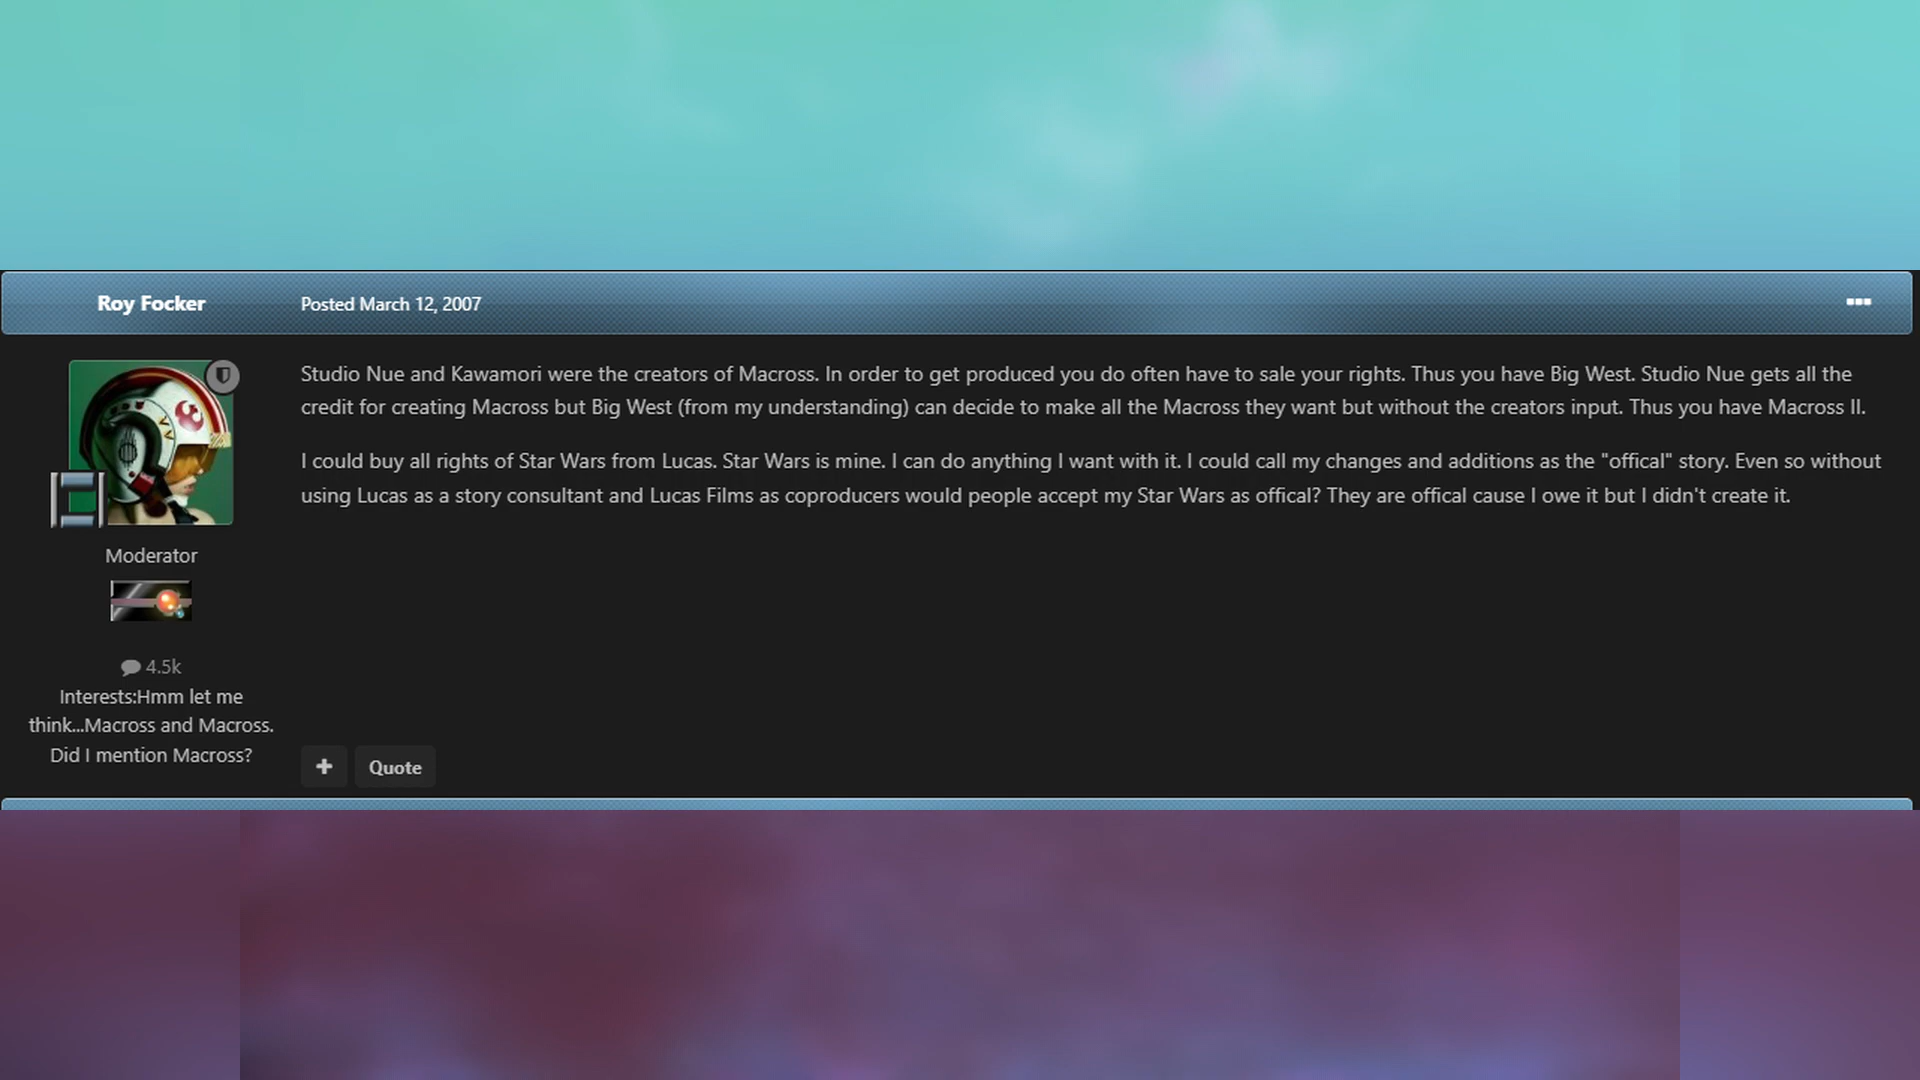 Roy Focker
Posted March 12, 2007
Studio Nue and Kawamori were the creators of Macross. In order to get produced you do often have to sale your rights. Thus you have Big West. Studio Nue gets all the
credit for creating Macross but Big West (from my understanding) can decide to make all the Macross they want but without the creators input. Thus you have Macross II.
I could buy all rights of Star Wars from Lucas. Star Wars is mine. I can do anything I want with it. I could call my changes and additions as the "offical" story. Even so without
using Lucas as a story consultant and Lucas Films as coproducers would people accept my Star Wars as offical? They are offical cause I owe it but I didn't create it.
Moderator
4.5k
Interests:Hmm let me
think...Macross and Macross.
Did I mention Macross?
+ Quote